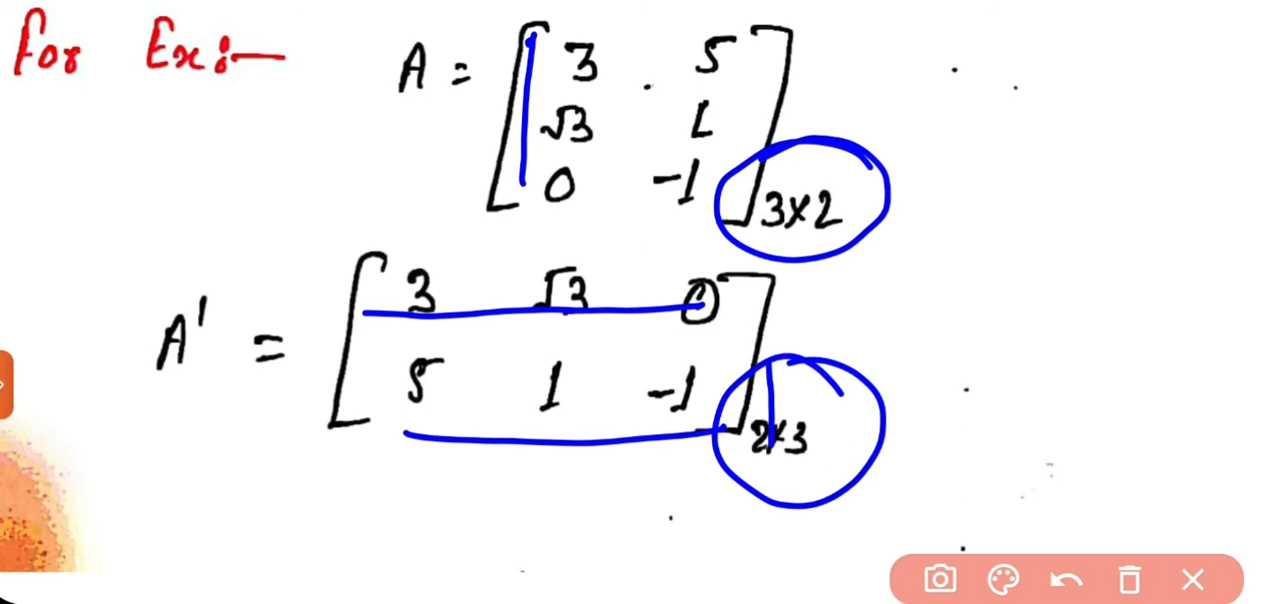 For Ex:-
A = [ 3 5
√3 1
0 -1 ] 3×2
A' = [ 3 √3 0
5 1 -1 ] 2×3